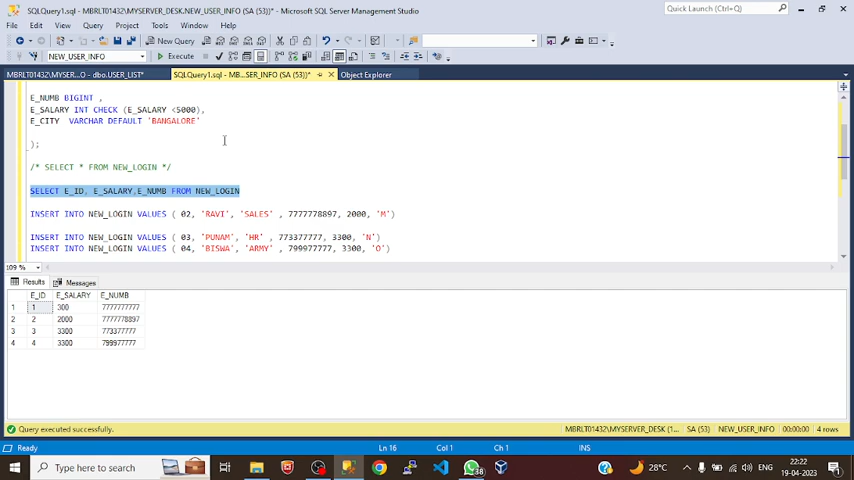 SQLQuery1.sql - MBRLT01432\MYSERVER_DESK.NEW_USER_INFO (SA (53))* - Microsoft SQL Server Management Studio
Quick Launch (Ctrl+Q)
File Edit View Query Project Tools Window Help
New Query
NEW_USER_INFO Execute
MBRLT01432\MYSERVER_D...O - dbo.USER_LIST* SQLQuery1.sql - MB...SER_INFO (SA (53))* Object Explorer
E_NUMB BIGINT ,
E_SALARY INT CHECK (E_SALARY <5000),
E_CITY VARCHAR DEFAULT 'BANGALORE'
);
/* SELECT * FROM NEW_LOGIN */
SELECT E_ID, E_SALARY,E_NUMB FROM NEW_LOGIN
INSERT INTO NEW_LOGIN VALUES ( 02, 'RAVI', 'SALES' , 7777778897, 2000, 'M')
INSERT INTO NEW_LOGIN VALUES ( 03, 'PUNAM', 'HR' , 773377777, 3300, 'N')
INSERT INTO NEW_LOGIN VALUES ( 04, 'BISWA', 'ARMY' , 799977777, 3300, 'O')
109 %
Results Messages
E_ID E_SALARY E_NUMB
1 1 300 7777777777
2 2 2000 7777778897
3 3 3300 773377777
4 4 3300 799977777
Query executed successfully. MBRLT01432\MYSERVER_DESK (1... SA (53) NEW_USER_INFO 00:00:00 4 rows
Ready Ln 16 Col 1 Ch 1 INS
Type here to search 38 28°C ENG 22:22
19-04-2023